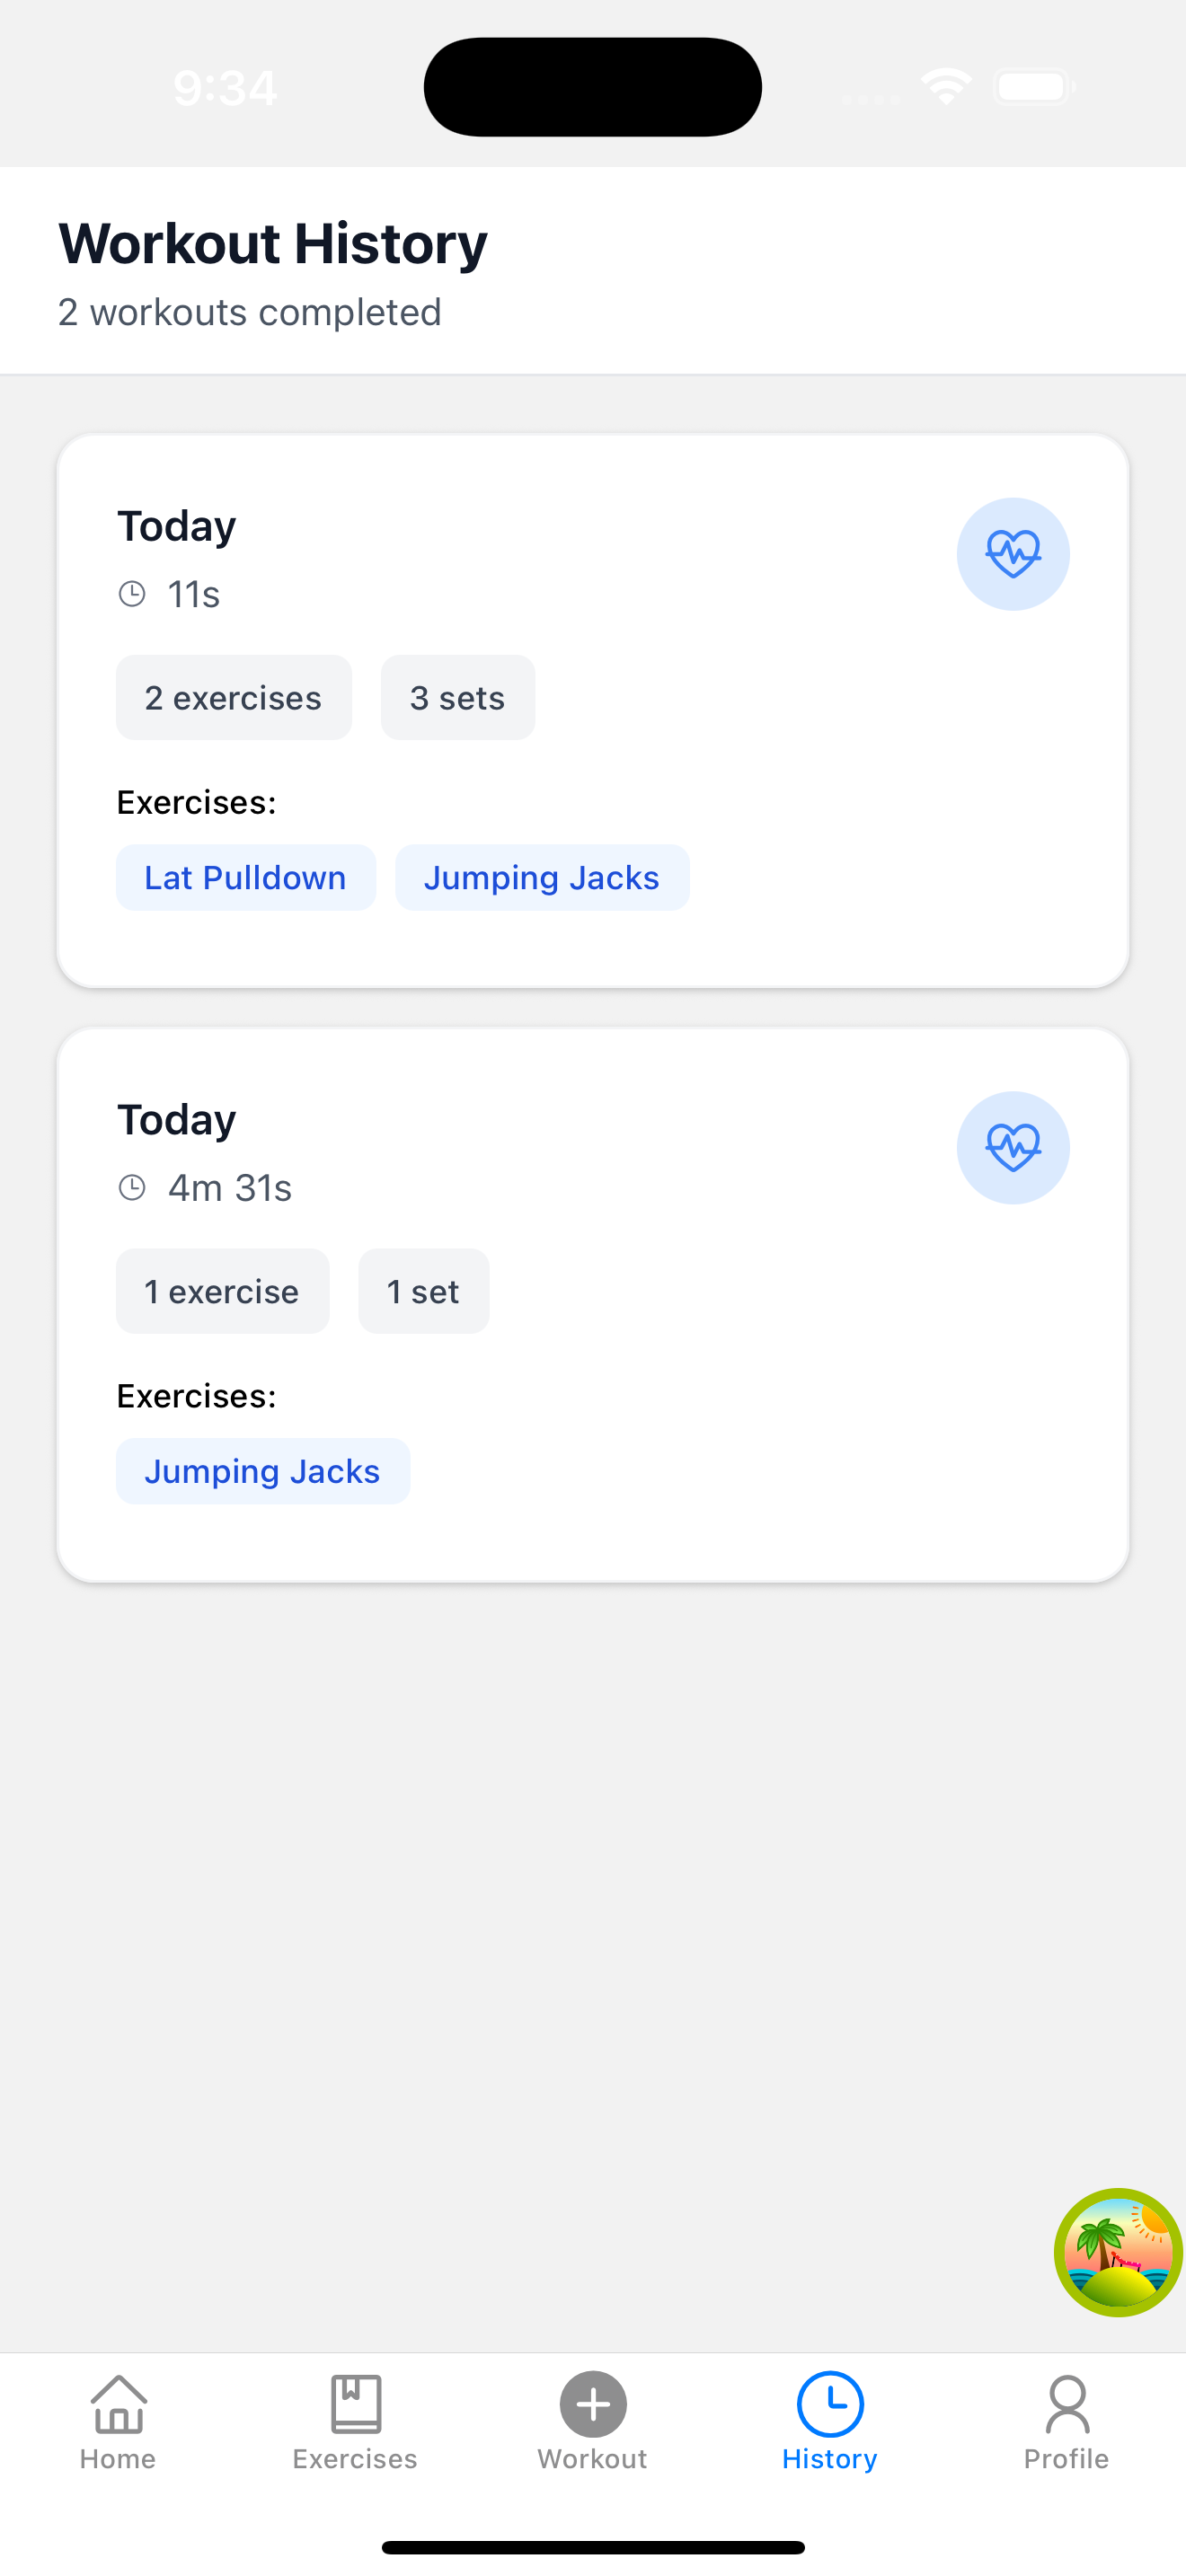 9:34
Workout History
2 workouts completed
Today
11s
2 exercises 3 sets
Exercises:
Lat Pulldown Jumping Jacks
Today
4m 31s
1 exercise 1 set
Exercises:
Jumping Jacks
Home Exercises Workout History Profile